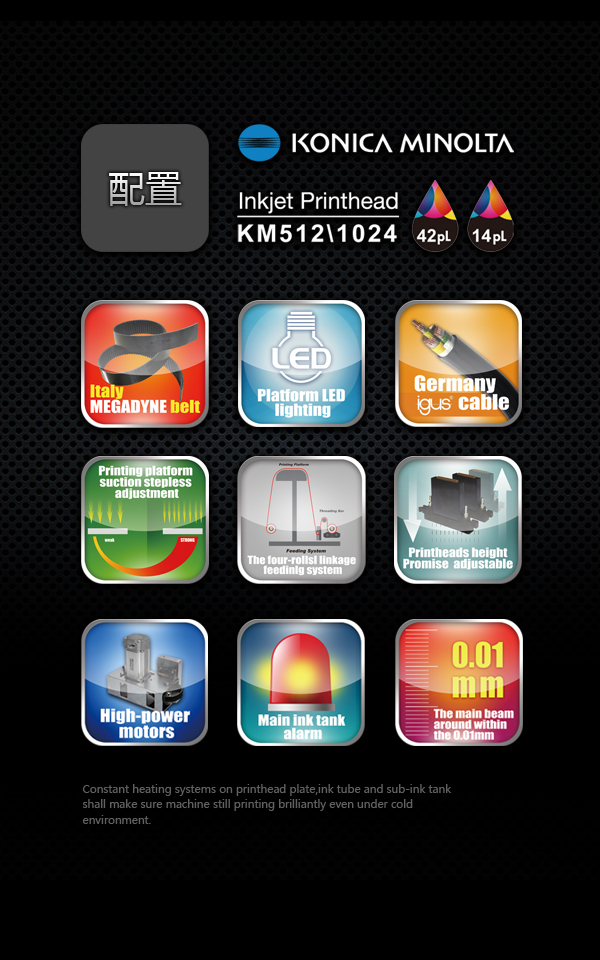 配置
KONICA MINOLTA
Inkjet Printhead
KM512\1024
42pL
14pL
Italy
MEGADYNE belt
LED
Platform LED
lighting
Germany
igus® cable
Printing platform
suction stepless
adjustment
weak
STRONG
Printing Platform
Threading Bar
Feeding System
The four-rollsl linkage
feedinlg system
Printheads height
Promise adjustable
High-power
motors
Main ink tank
alarm
0.01
mm
The main beam
around within
the 0.01mm
Constant heating systems on printhead plate,ink tube and sub-ink tank
shall make sure machine still printing brilliantly even under cold
environment.